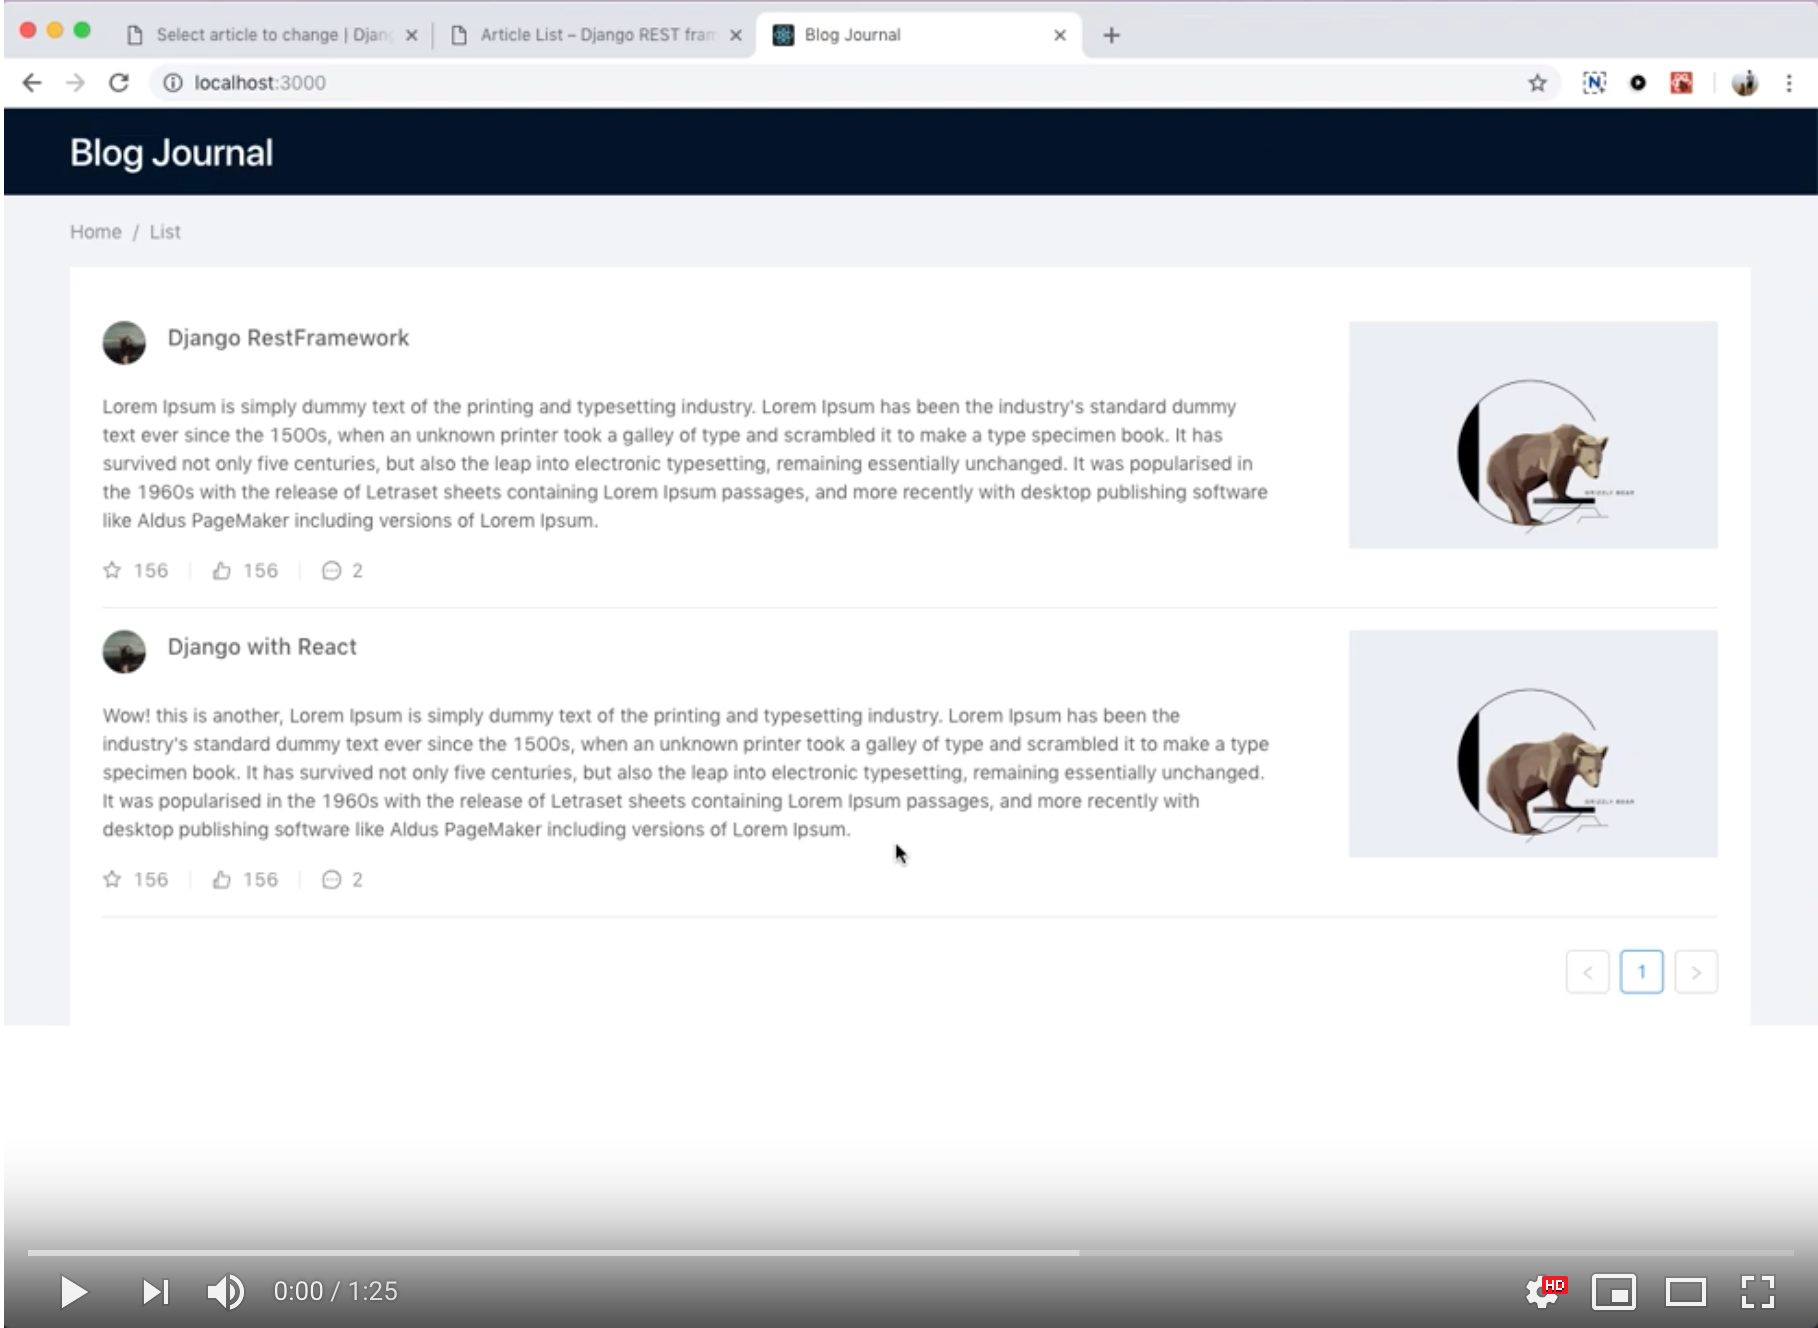 Select article to change | Djan
Article List – Django REST fram
Blog Journal
localhost:3000
Blog Journal
Home / List
Django RestFramework
Lorem Ipsum is simply dummy text of the printing and typesetting industry. Lorem Ipsum has been the industry's standard dummy
text ever since the 1500s, when an unknown printer took a galley of type and scrambled it to make a type specimen book. It has
survived not only five centuries, but also the leap into electronic typesetting, remaining essentially unchanged. It was popularised in
the 1960s with the release of Letraset sheets containing Lorem Ipsum passages, and more recently with desktop publishing software
like Aldus PageMaker including versions of Lorem Ipsum.
GRIZZLY BEAR
156 156 2
Django with React
Wow! this is another, Lorem Ipsum is simply dummy text of the printing and typesetting industry. Lorem Ipsum has been the
industry's standard dummy text ever since the 1500s, when an unknown printer took a galley of type and scrambled it to make a type
specimen book. It has survived not only five centuries, but also the leap into electronic typesetting, remaining essentially unchanged.
It was popularised in the 1960s with the release of Letraset sheets containing Lorem Ipsum passages, and more recently with
desktop publishing software like Aldus PageMaker including versions of Lorem Ipsum.
GRIZZLY BEAR
156 156 2
< 1 >
0:00 / 1:25
HD